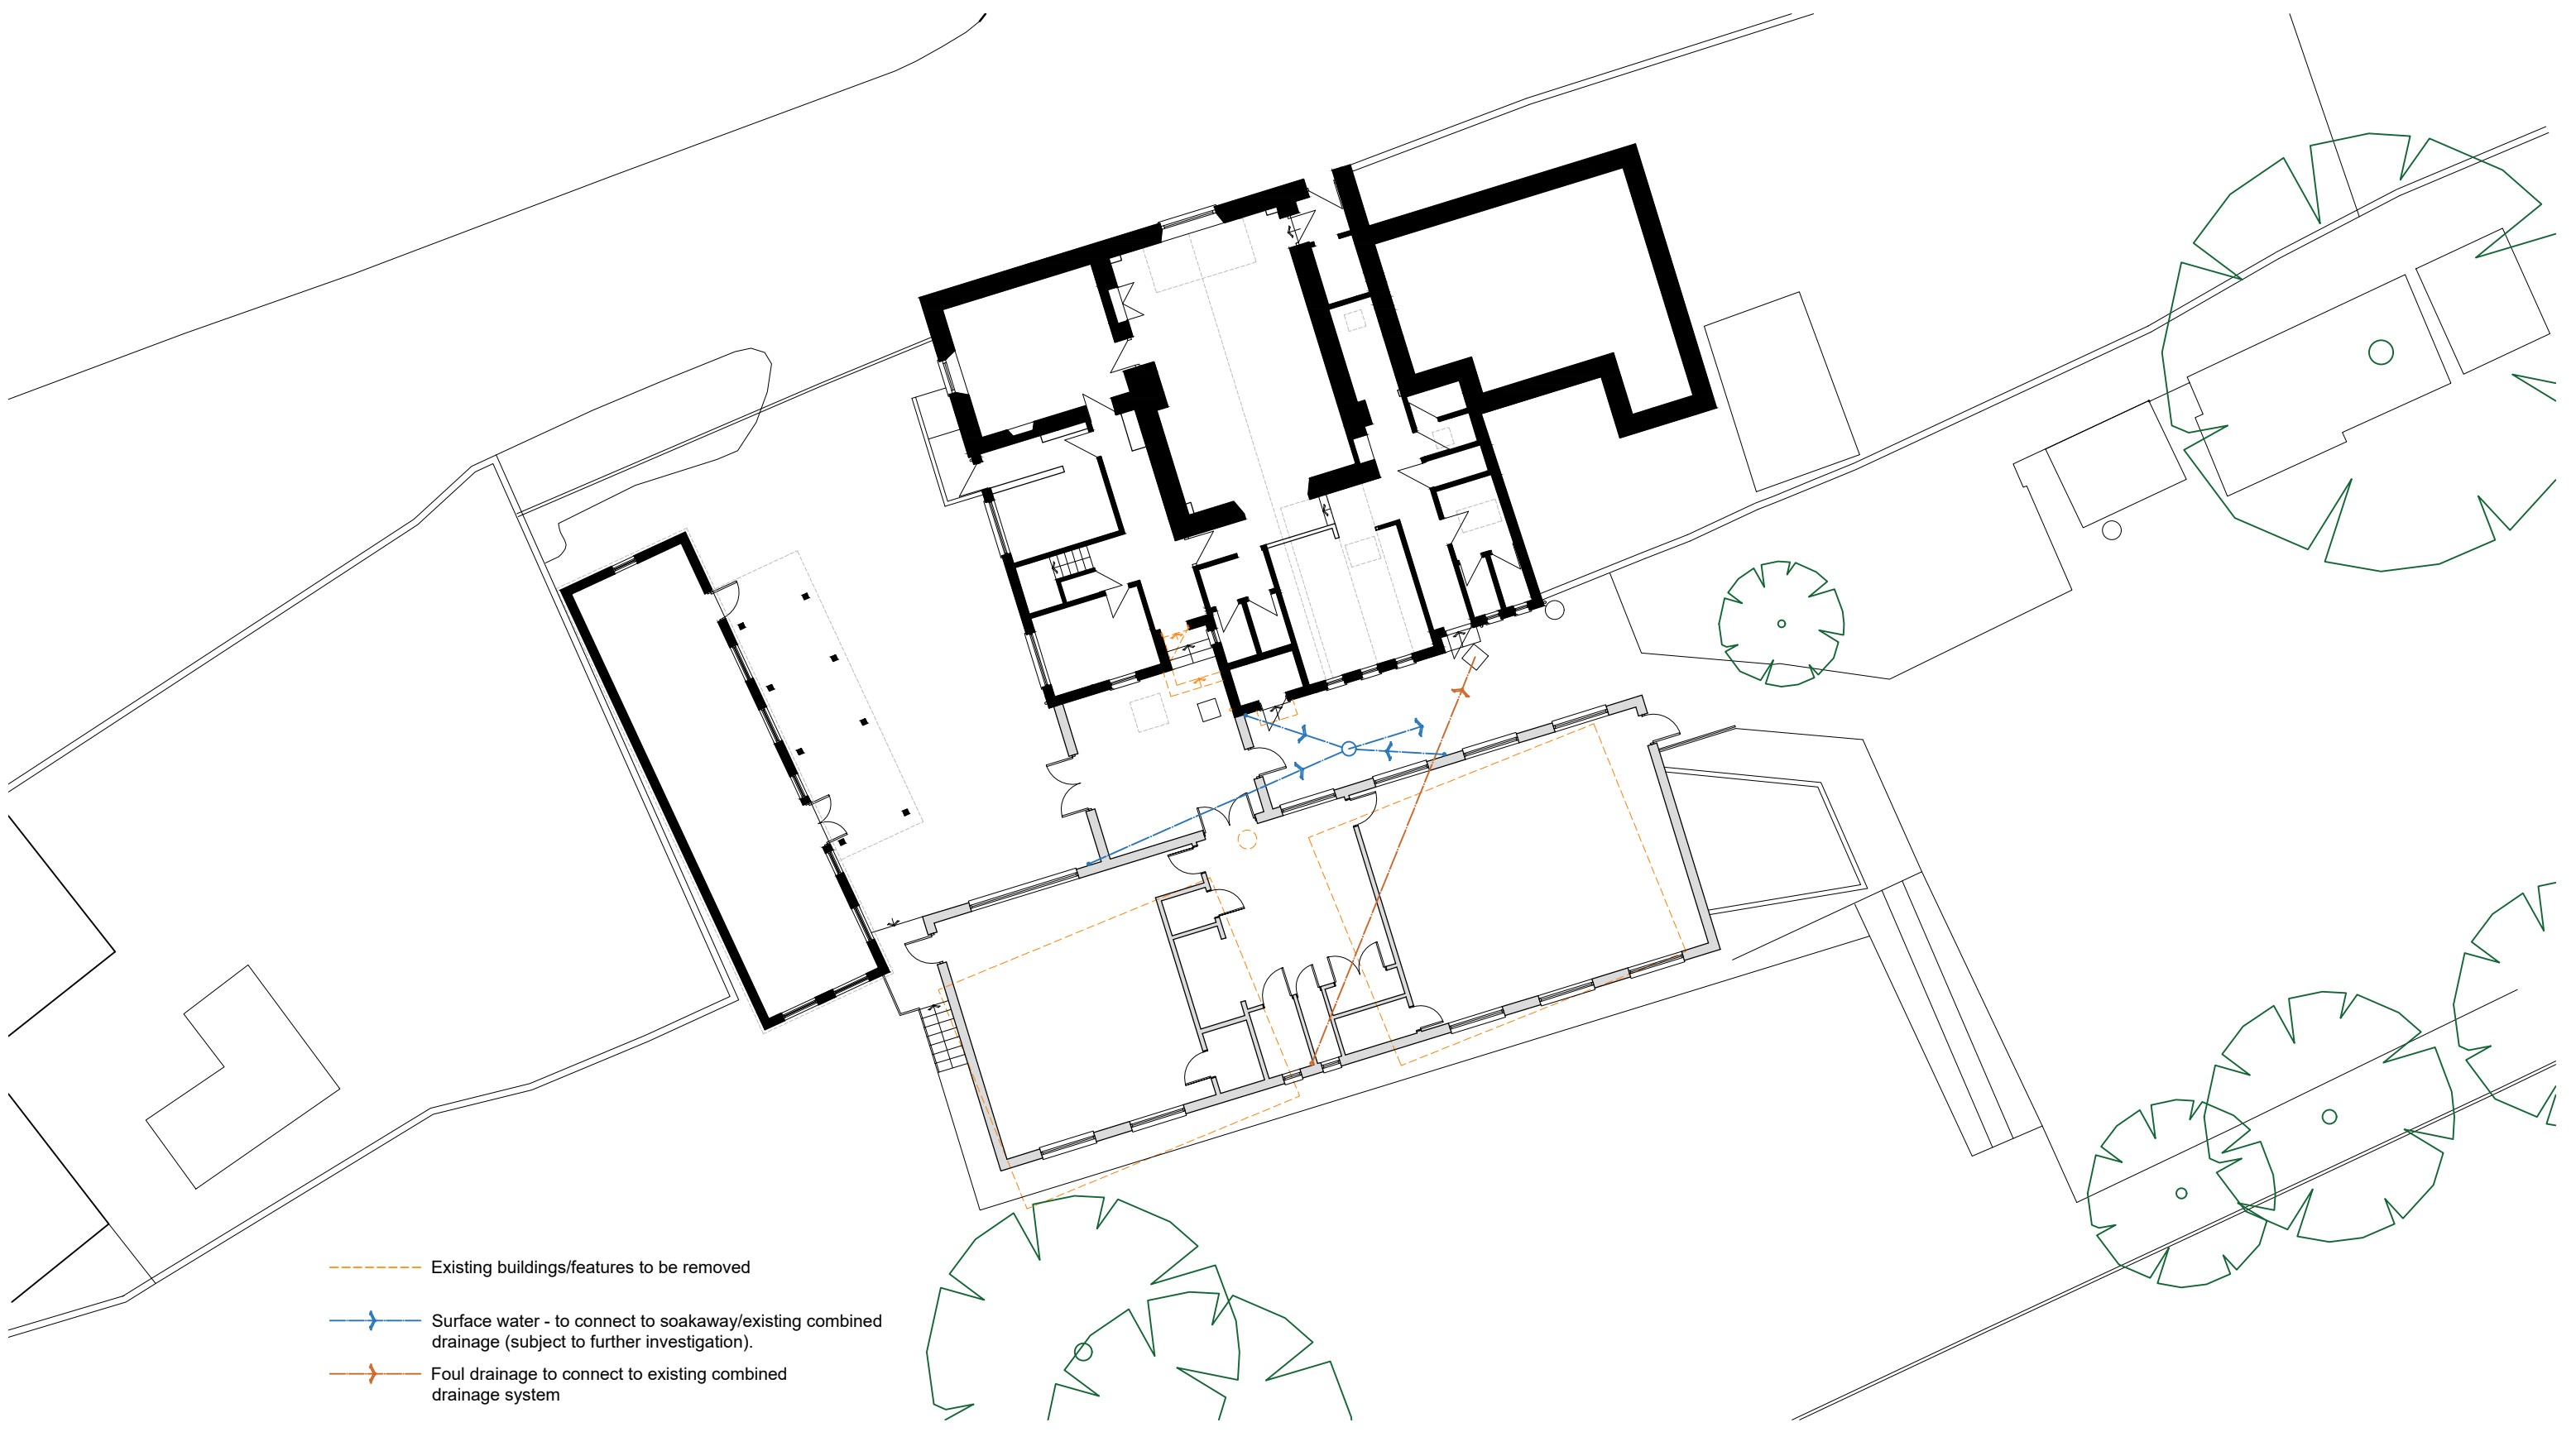 Existing buildings/features to be removed
Surface water - to connect to soakaway/existing combined
drainage (subject to further investigation).
Foul drainage to connect to existing combined
drainage system